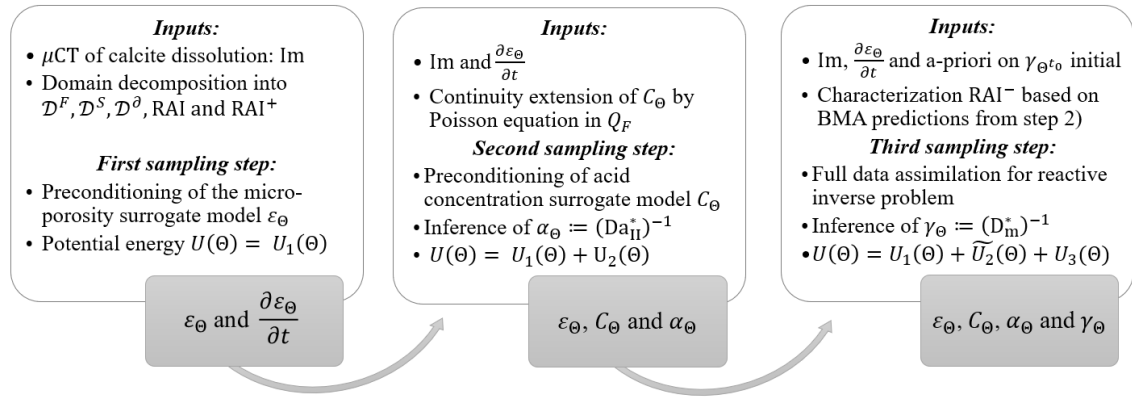 Inputs:
• μCT of calcite dissolution: Im
• Domain decomposition into
𝒟^F, 𝒟^S, 𝒟^∂, RAI and RAI⁺
First sampling step:
• Preconditioning of the micro-
porosity surrogate model ε_Θ
• Potential energy U(Θ) = U₁(Θ)
ε_Θ and ∂ε_Θ/∂t
Inputs:
• Im and ∂ε_Θ/∂t
• Continuity extension of C_Θ by
Poisson equation in Q_F
Second sampling step:
• Preconditioning of acid
concentration surrogate model C_Θ
• Inference of α_Θ ≔ (Da*_II)⁻¹
• U(Θ) = U₁(Θ) + U₂(Θ)
ε_Θ, C_Θ and α_Θ
Inputs:
• Im, ∂ε_Θ/∂t and a-priori on γ_Θ^t₀ initial
• Characterization RAI⁻ based on
BMA predictions from step 2)
Third sampling step:
• Full data assimilation for reactive
inverse problem
• Inference of γ_Θ ≔ (D*_m)⁻¹
• U(Θ) = U₁(Θ) + Ũ₂(Θ) + U₃(Θ)
ε_Θ, C_Θ, α_Θ and γ_Θ